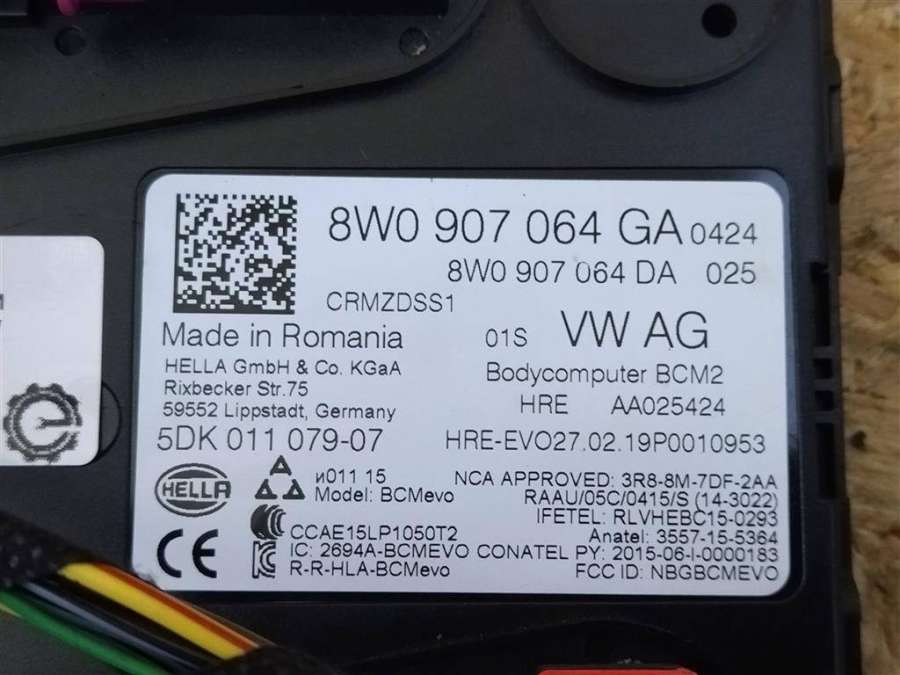 8W0 907 064 GA 0424
8W0 907 064 DA 025
CRMZDSS1
Made in Romania
01S VW AG
HELLA GmbH & Co. KGaA
Rixbecker Str.75
59552 Lippstadt, Germany
Bodycomputer BCM2
HRE AA025424
5DK 011 079-07
HRE-EVO27.02.19P0010953
HELLA
и011 15
Model: BCMevo
NCA APPROVED: 3R8-8M-7DF-2AA
RAAU/05C/0415/S (14-3022)
IFETEL: RLVHEBC15-0293
CE
CCAE15LP1050T2
Anatel: 3557-15-5364
IC: 2694A-BCMEVO CONATEL PY: 2015-06-I-0000183
R-R-HLA-BCMevo
FCC ID: NBGBCMEVO